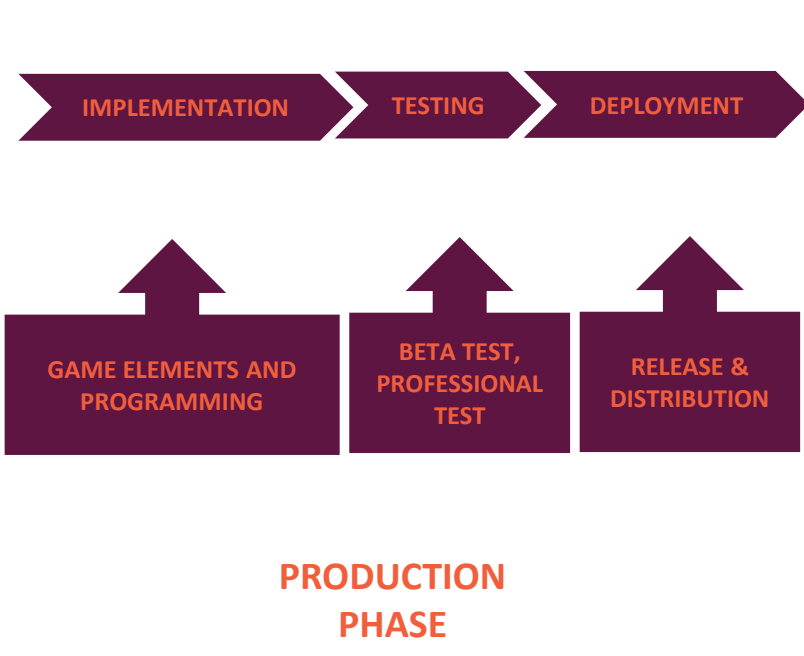 IMPLEMENTATION
TESTING
DEPLOYMENT
GAME ELEMENTS AND
PROGRAMMING
BETA TEST,
PROFESSIONAL
TEST
RELEASE &
DISTRIBUTION
PRODUCTION
PHASE